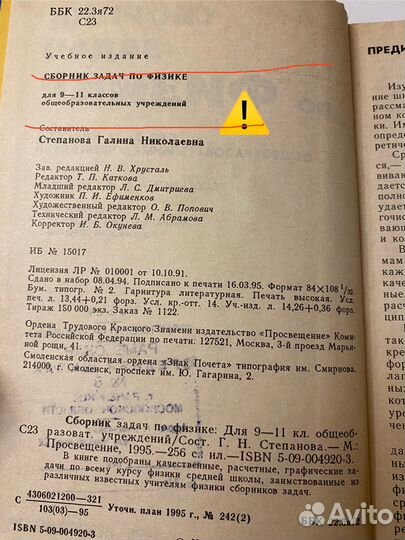 ББК 22.3я72
С23
Учебное издание
СБОРНИК ЗАДАЧ ПО ФИЗИКЕ
для 9—11 классов
общеобразовательных учреждений
Составитель
Степанова Галина Николаевна
Зав. редакцией Н. В. Хрусталь
Редактор Т. П. Каткова
Младший редактор Л. С. Дмитриева
Художник П. И. Ефименков
Художественный редактор О. В. Попович
Технический редактор Л. М. Абрамова
Корректор И. Б. Окунева
ИБ № 15017
Лицензия ЛР № 010001 от 10.10.91.
Сдано в набор 08.04.94. Подписано к печати 16.03.95. Формат 84×108 1/32.
Бум. типогр. № 2. Гарнитура литературная. Печать высокая. Усл.
печ. л. 13,44+0,21 форз. Усл. кр.-отт. 14. Уч.-изд. л. 14,26+0,36 форз.
Тираж 150 000 экз. Заказ № 1122.
Ордена Трудового Красного Знамени издательство «Просвещение» Коми-
тета Российской Федерации по печати. 127521, Москва, 3-й проезд Марьи-
ной рощи, 41.
Смоленская областная ордена «Знак Почета» типография им. Смирнова.
214000, г. Смоленск, проспект им. Ю. Гагарина, 2.
МОСКОВСКОЙ ОБЛАСТИ
Сборник задач по физике: Для 9—11 кл. общеоб-
С23 разоват. учреждений/Сост. Г. Н. Степанова.— М.:
Просвещение, 1995.—256 с.: ил.—ISBN 5-09-004920-3.
В книге подобраны качественные, расчетные, графические за-
дачи по всему курсу физики средней школы, заимствованные из
различных известных учителям физики сборников задач.
С 4306021200—321
103(03)—95 Уточн. план 1995 г., № 242(2)
ББК 22.3я72
ISBN 5-09-004920-3
ПРЕДИ
Avito